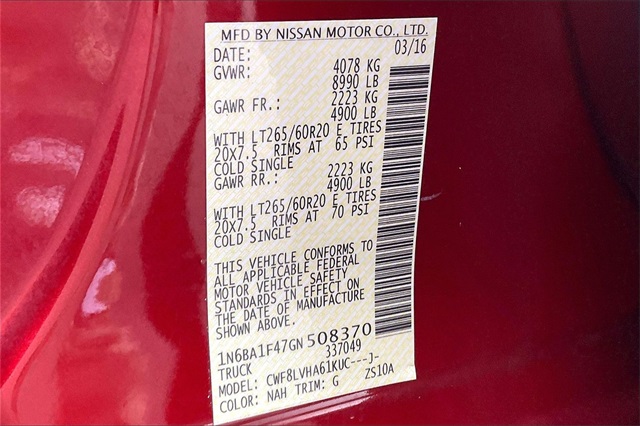 MFD BY NISSAN MOTOR CO., LTD.
DATE: 03/16
GVWR: 4078 KG
8990 LB
GAWR FR.: 2223 KG
4900 LB
WITH LT265/60R20 E TIRES
20X7.5 RIMS AT 65 PSI
COLD SINGLE
GAWR RR.: 2223 KG
4900 LB
WITH LT265/60R20 E TIRES
20X7.5 RIMS AT 70 PSI
COLD SINGLE
THIS VEHICLE CONFORMS TO
ALL APPLICABLE FEDERAL
MOTOR VEHICLE SAFETY
STANDARDS IN EFFECT ON
THE DATE OF MANUFACTURE
SHOWN ABOVE.
1N6BA1F47GN508370
TRUCK 337049
MODEL: CWF8LVHA61KUC---J-
COLOR: NAH TRIM: G ZS10A